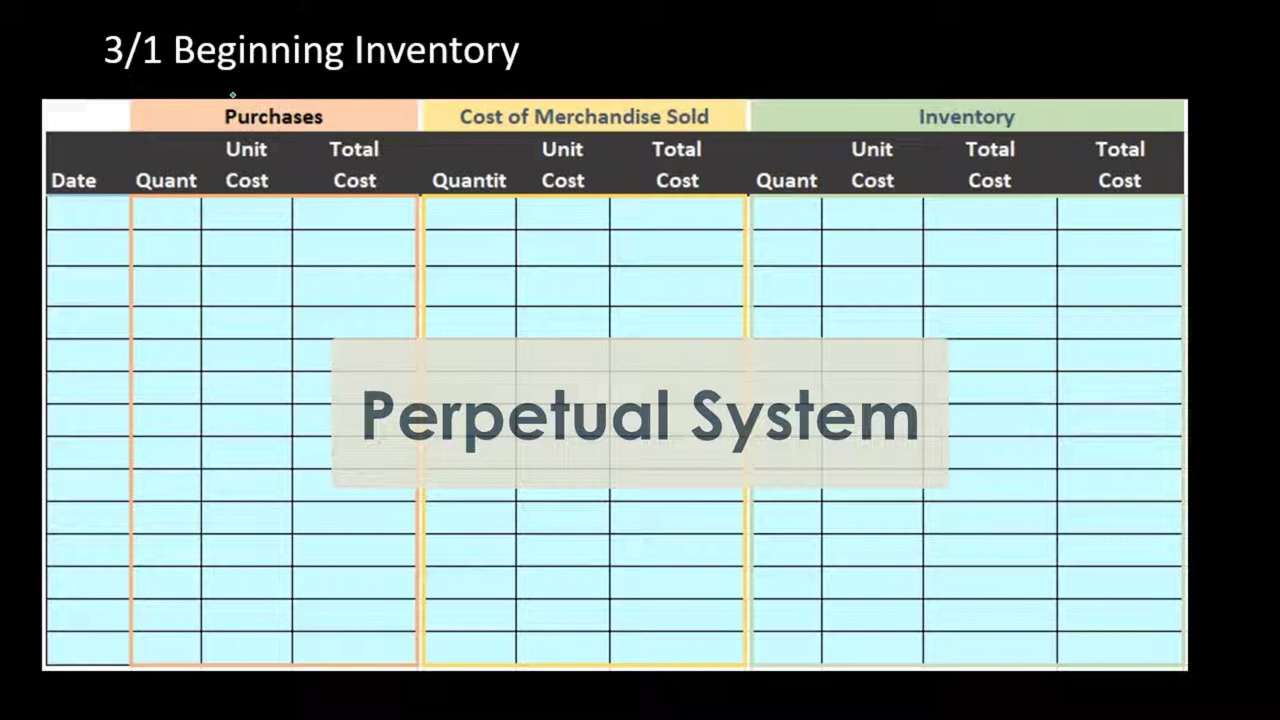 3/1 Beginning Inventory
Purchases Cost of Merchandise Sold Inventory
Unit Total Unit Total Unit Total Total
Date Quant Cost Cost Quantit Cost Cost Quant Cost Cost Cost
Perpetual System